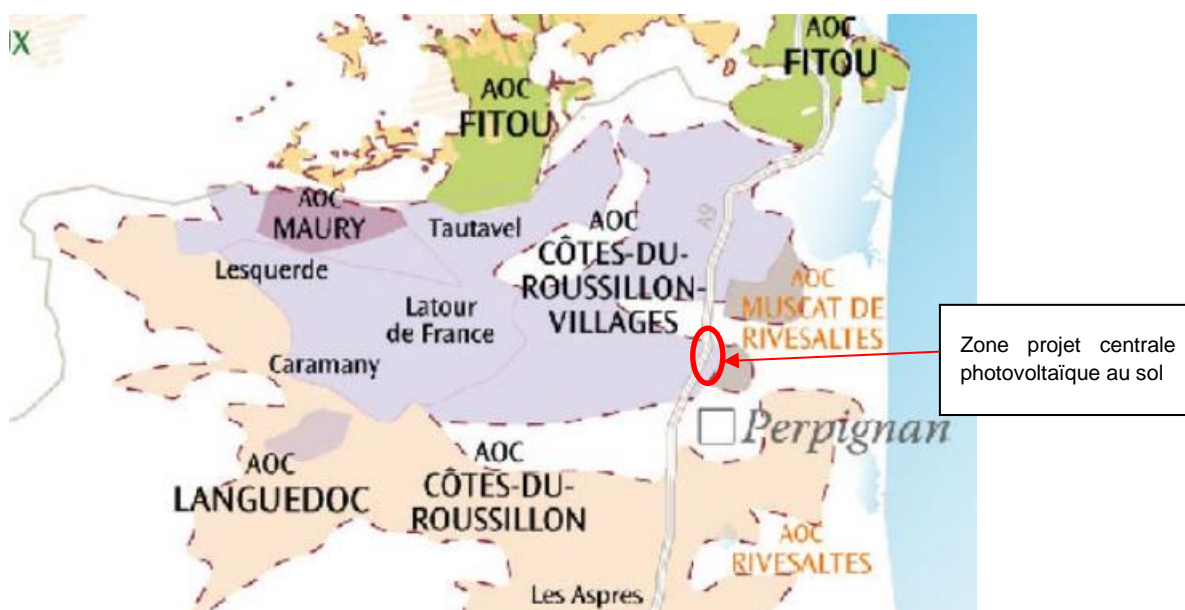 UX
AOC
FITOU
AOC
FITOU
AOC
MAURY
Tautavel
AOC
CÔTES-DU-
ROUSSILLON-
VILLAGES
A9
Lesquerde
Latour
de France
Caramany
AOC
MUSCAT DE
RIVESALTES
Zone projet centrale
photovoltaïque au sol
Perpignan
AOC
LANGUEDOC
AOC
CÔTES-DU-
ROUSSILLON
AOC
RIVESALTES
Les Aspres